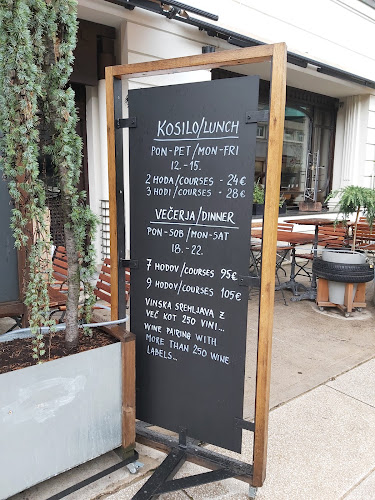 KOSILO/LUNCH
PON-PET/MON-FRI
12.-15.
2 HODA/COURSES - 24€
3 HODI/COURSES - 28€
VEČERJA/DINNER
PON-SOB/MON-SAT
18.-22.
7 HODOV/COURSES 95€
9 HODOV/COURSES 105€
VINSKA SREMLJAVA Z
VEČ KOT 250 VINI...
WINE PAIRING WITH
MORE THAN 250 WINE
LABELS...